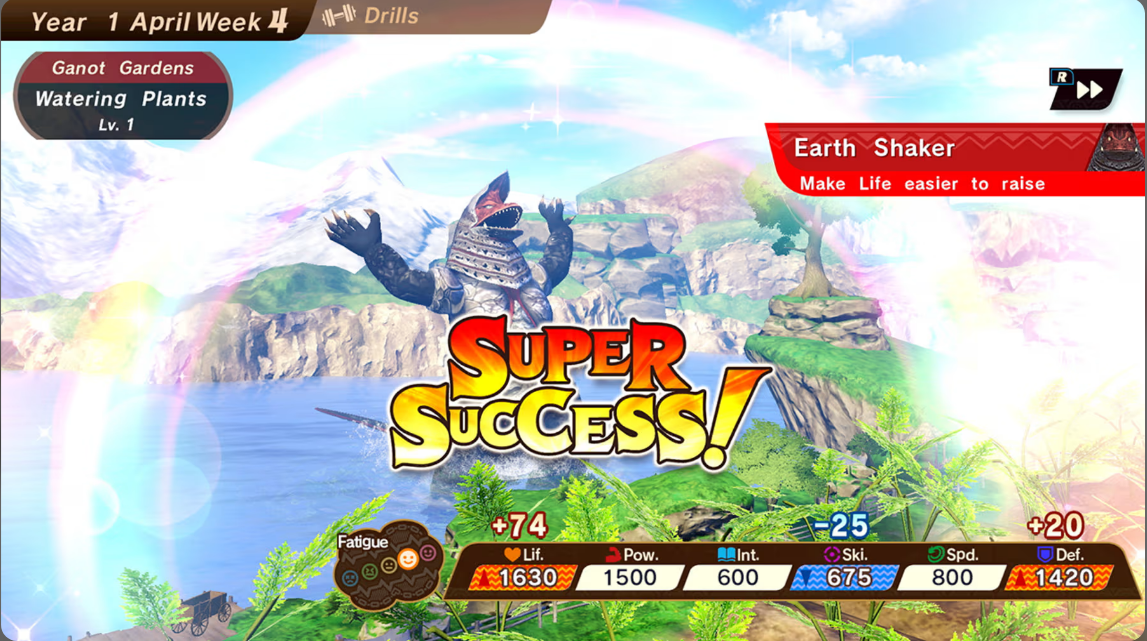 Year 1 April Week 4
Drills
Ganot Gardens
Watering Plants
Lv. 1
R
Earth Shaker
Make Life easier to raise
SUPER
SUCCESS!
Fatigue
+74 -25 +20
Lif. Pow. Int. Ski. Spd. Def.
1630 1500 600 675 800 1420